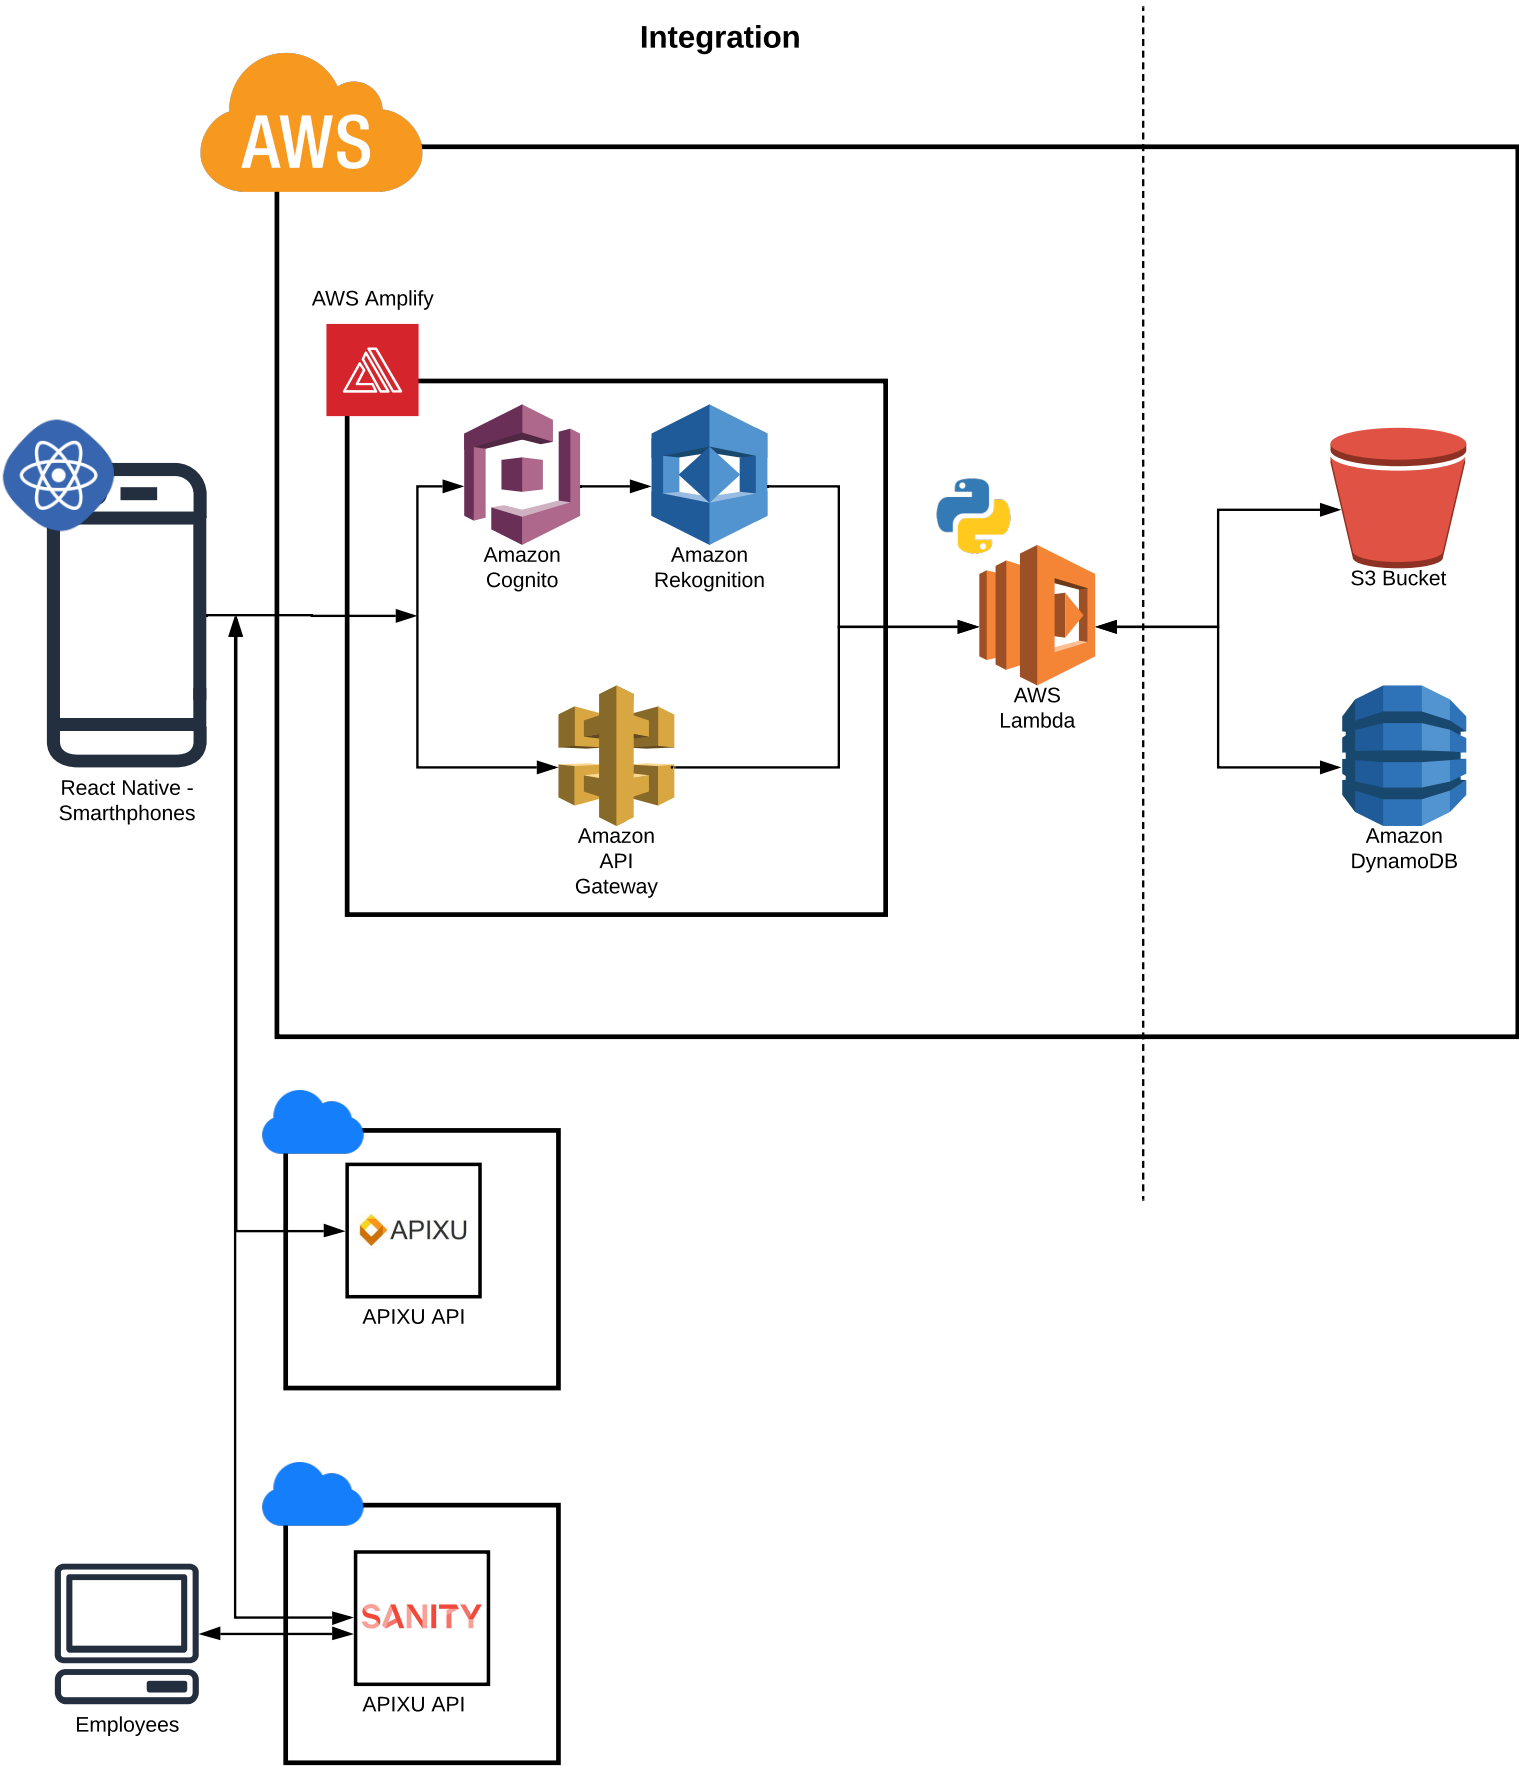 Integration
AWS
AWS Amplify
Amazon
Cognito
Amazon
Rekognition
Amazon
API
Gateway
AWS
Lambda
S3 Bucket
Amazon
DynamoDB
React Native -
Smarthphones
APIXU
APIXU API
SANITY
APIXU API
Employees